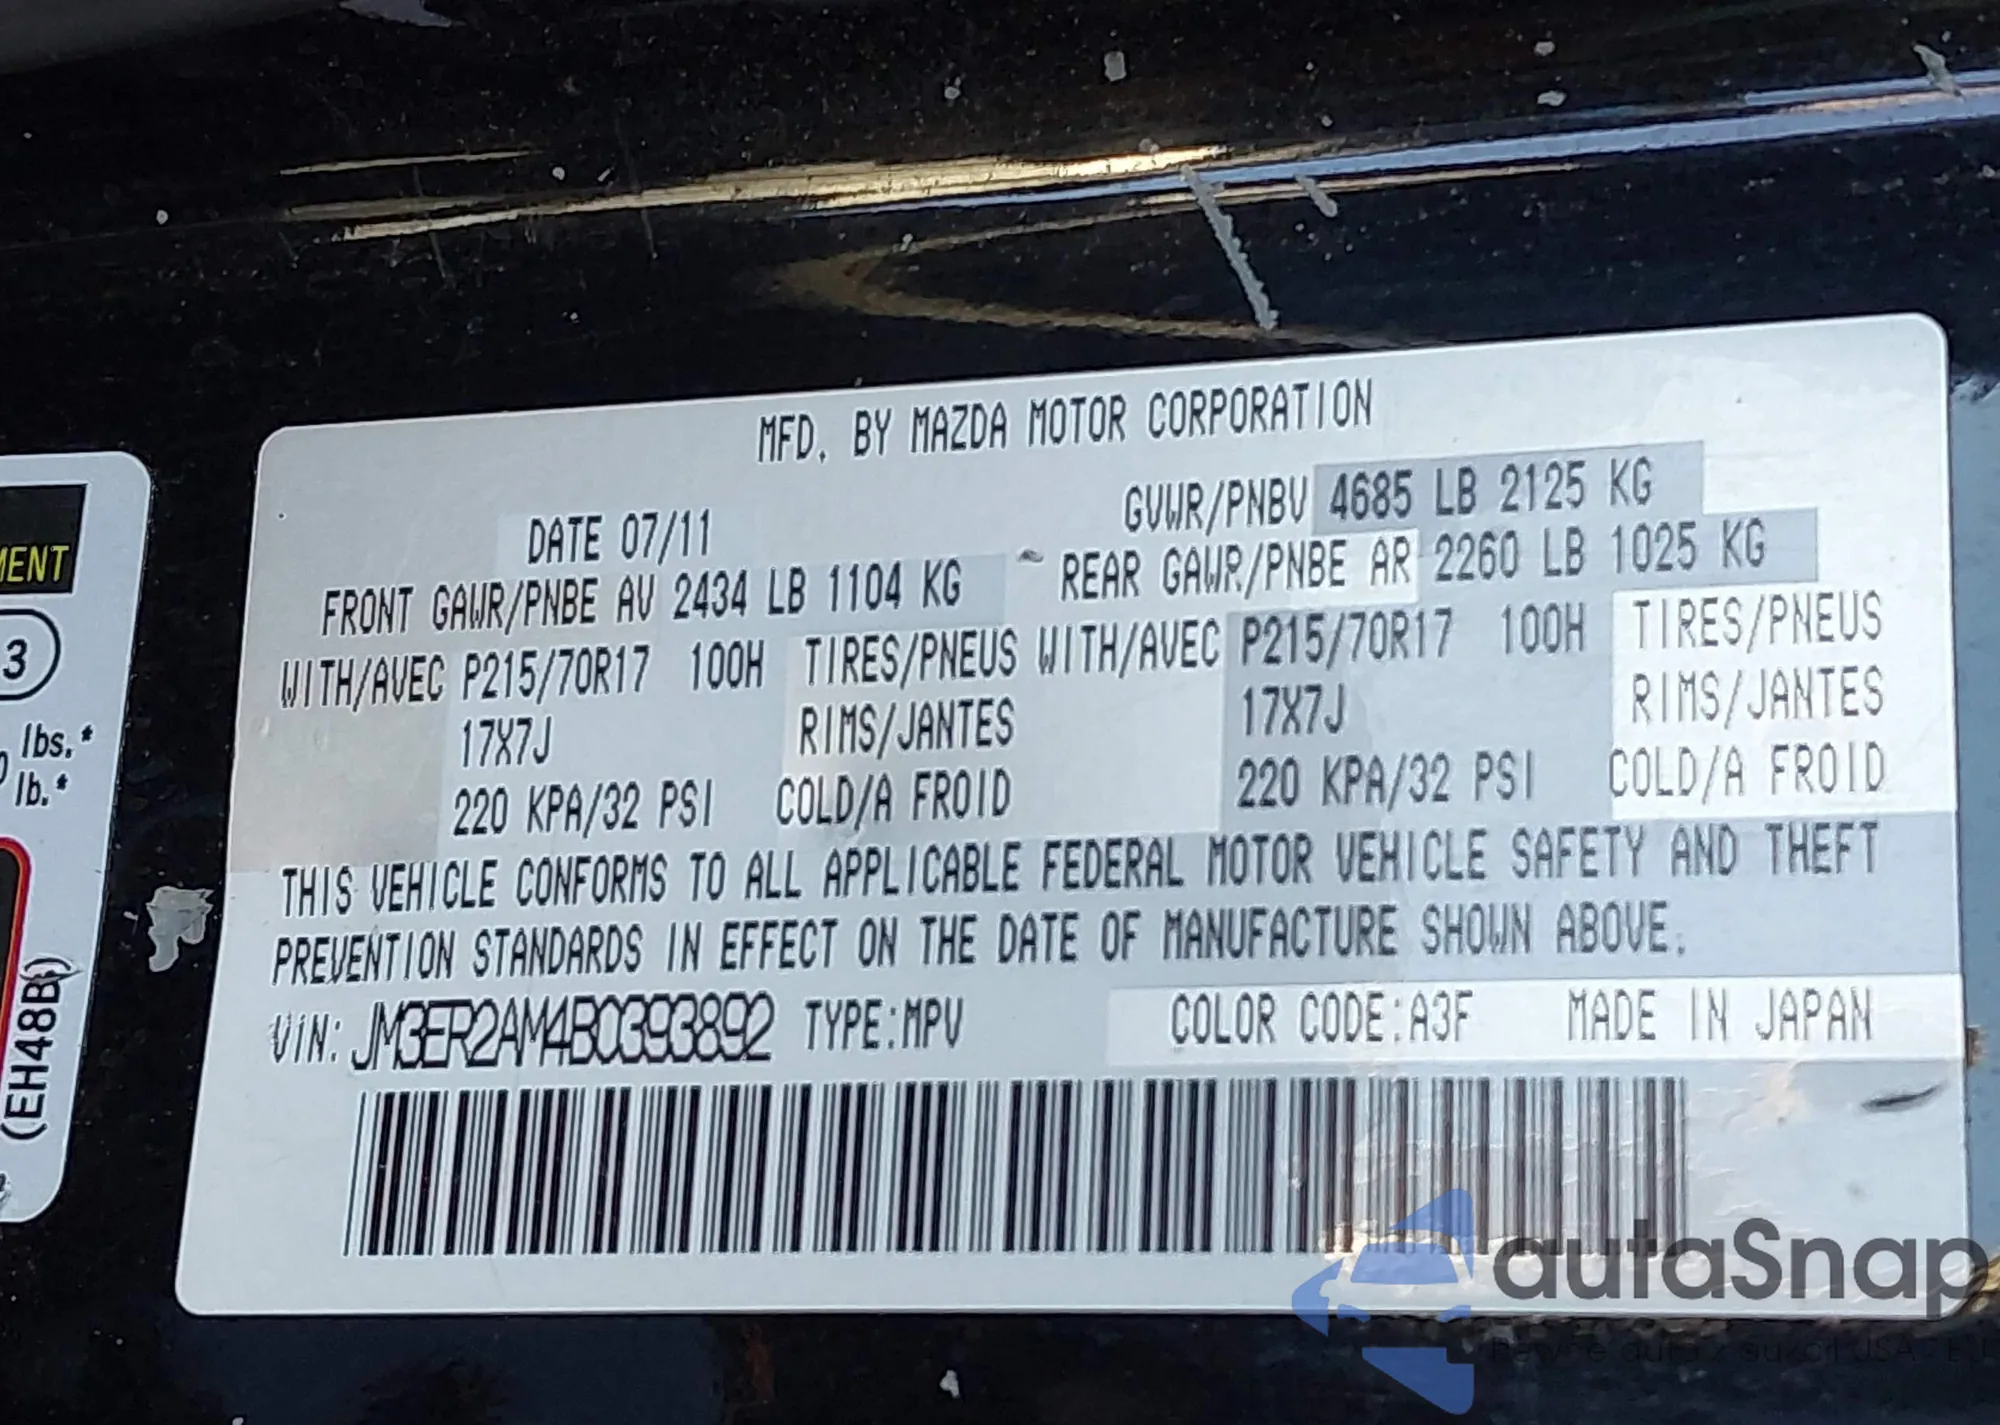 MFD. BY MAZDA MOTOR CORPORATION
DATE 07/11 GVWR/PNBV 4685 LB 2125 KG
FRONT GAWR/PNBE AV 2434 LB 1104 KG REAR GAWR/PNBE AR 2260 LB 1025 KG
WITH/AVEC P215/70R17 100H TIRES/PNEUS WITH/AVEC P215/70R17 100H TIRES/PNEUS
17X7J RIMS/JANTES 17X7J RIMS/JANTES
220 KPA/32 PSI COLD/A FROID 220 KPA/32 PSI COLD/A FROID
THIS VEHICLE CONFORMS TO ALL APPLICABLE FEDERAL MOTOR VEHICLE SAFETY AND THEFT
PREVENTION STANDARDS IN EFFECT ON THE DATE OF MANUFACTURE SHOWN ABOVE.
VIN: JM3ER2AM4B0393892 TYPE:MPV COLOR CODE:A3F MADE IN JAPAN
3
lbs.*
lb.*
(EH48B)
autaSnap